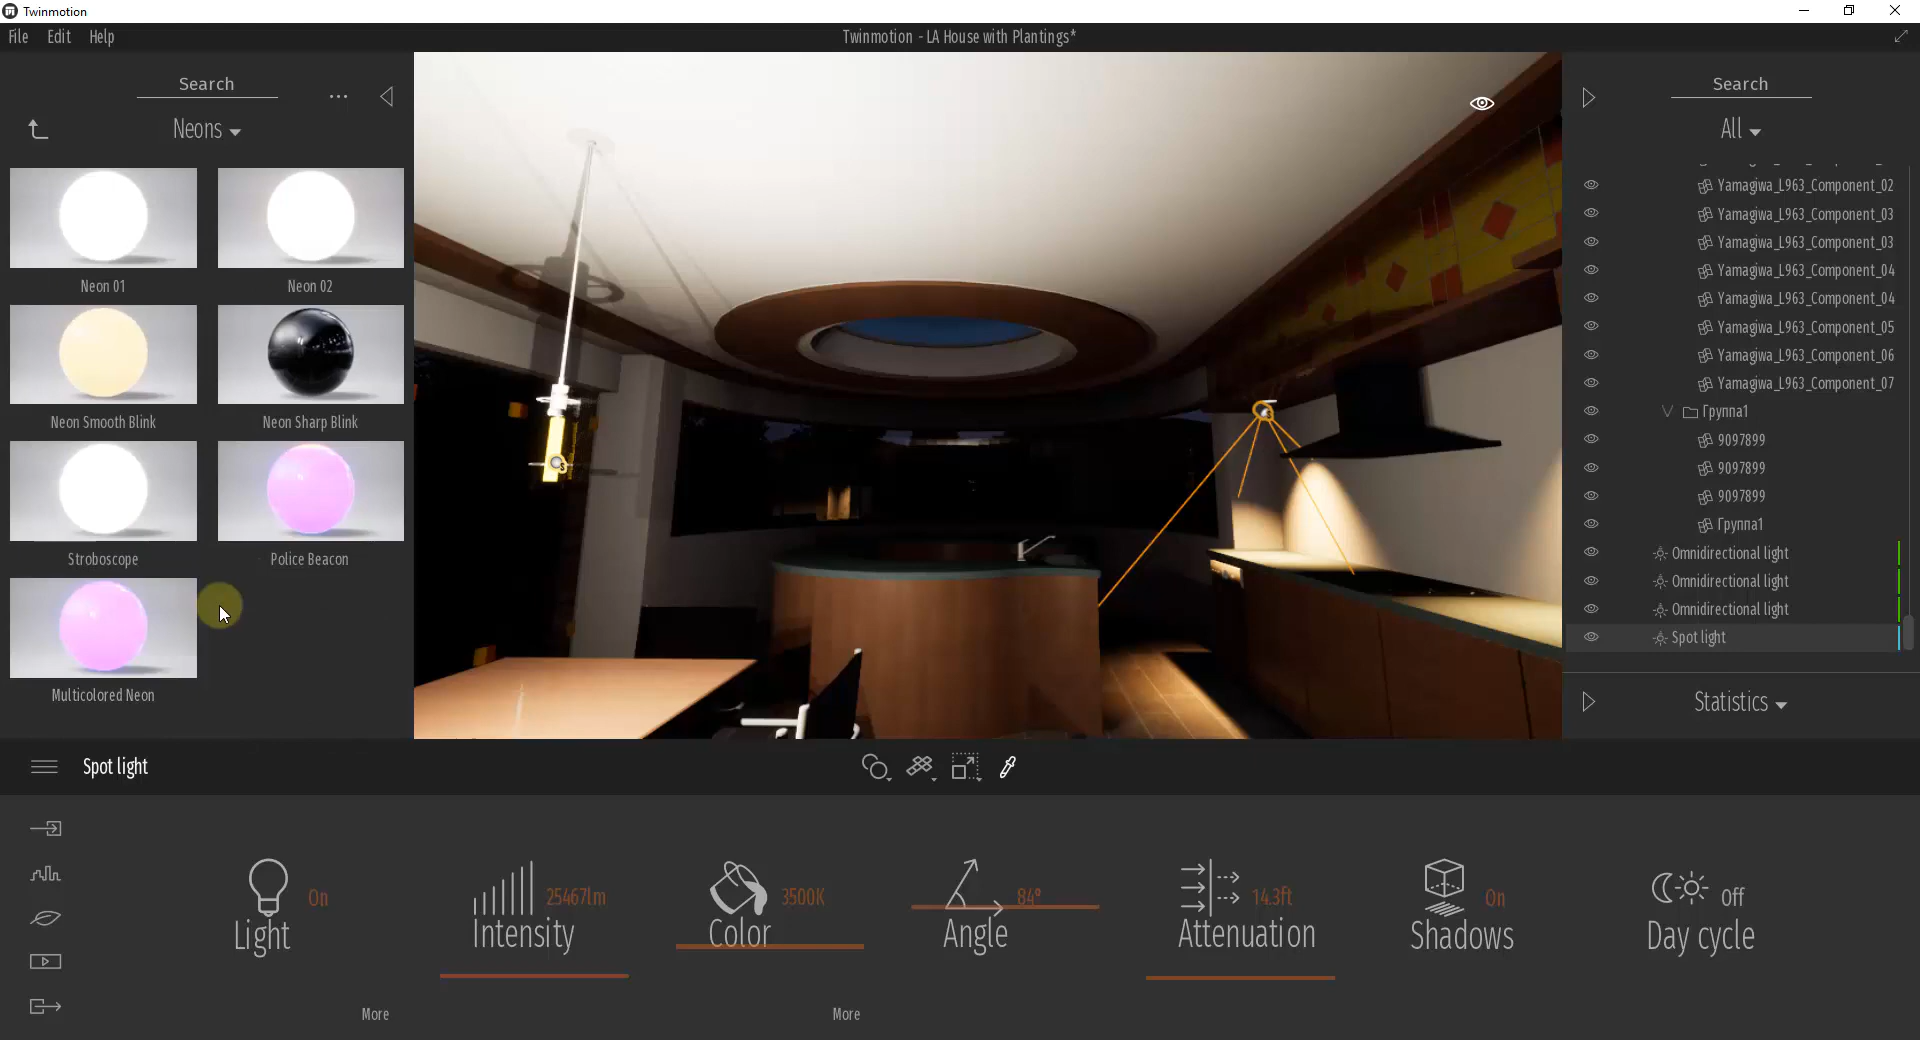 Twinmotion
File Edit Help
Twinmotion - LA House with Plantings*
Search
...
Neons
Neon 01
Neon 02
Neon Smooth Blink
Neon Sharp Blink
Stroboscope
Police Beacon
Multicolored Neon
Search
All
Yamagiwa_L963_Component_02
Yamagiwa_L963_Component_03
Yamagiwa_L963_Component_03
Yamagiwa_L963_Component_04
Yamagiwa_L963_Component_04
Yamagiwa_L963_Component_05
Yamagiwa_L963_Component_06
Yamagiwa_L963_Component_07
Группа1
9097899
9097899
9097899
Группа1
Omnidirectional light
Omnidirectional light
Omnidirectional light
Spot light
Statistics
Spot light
On
Light
25467lm
Intensity
3500K
Color
84°
Angle
14.3ft
Attenuation
On
Shadows
Off
Day cycle
More
More